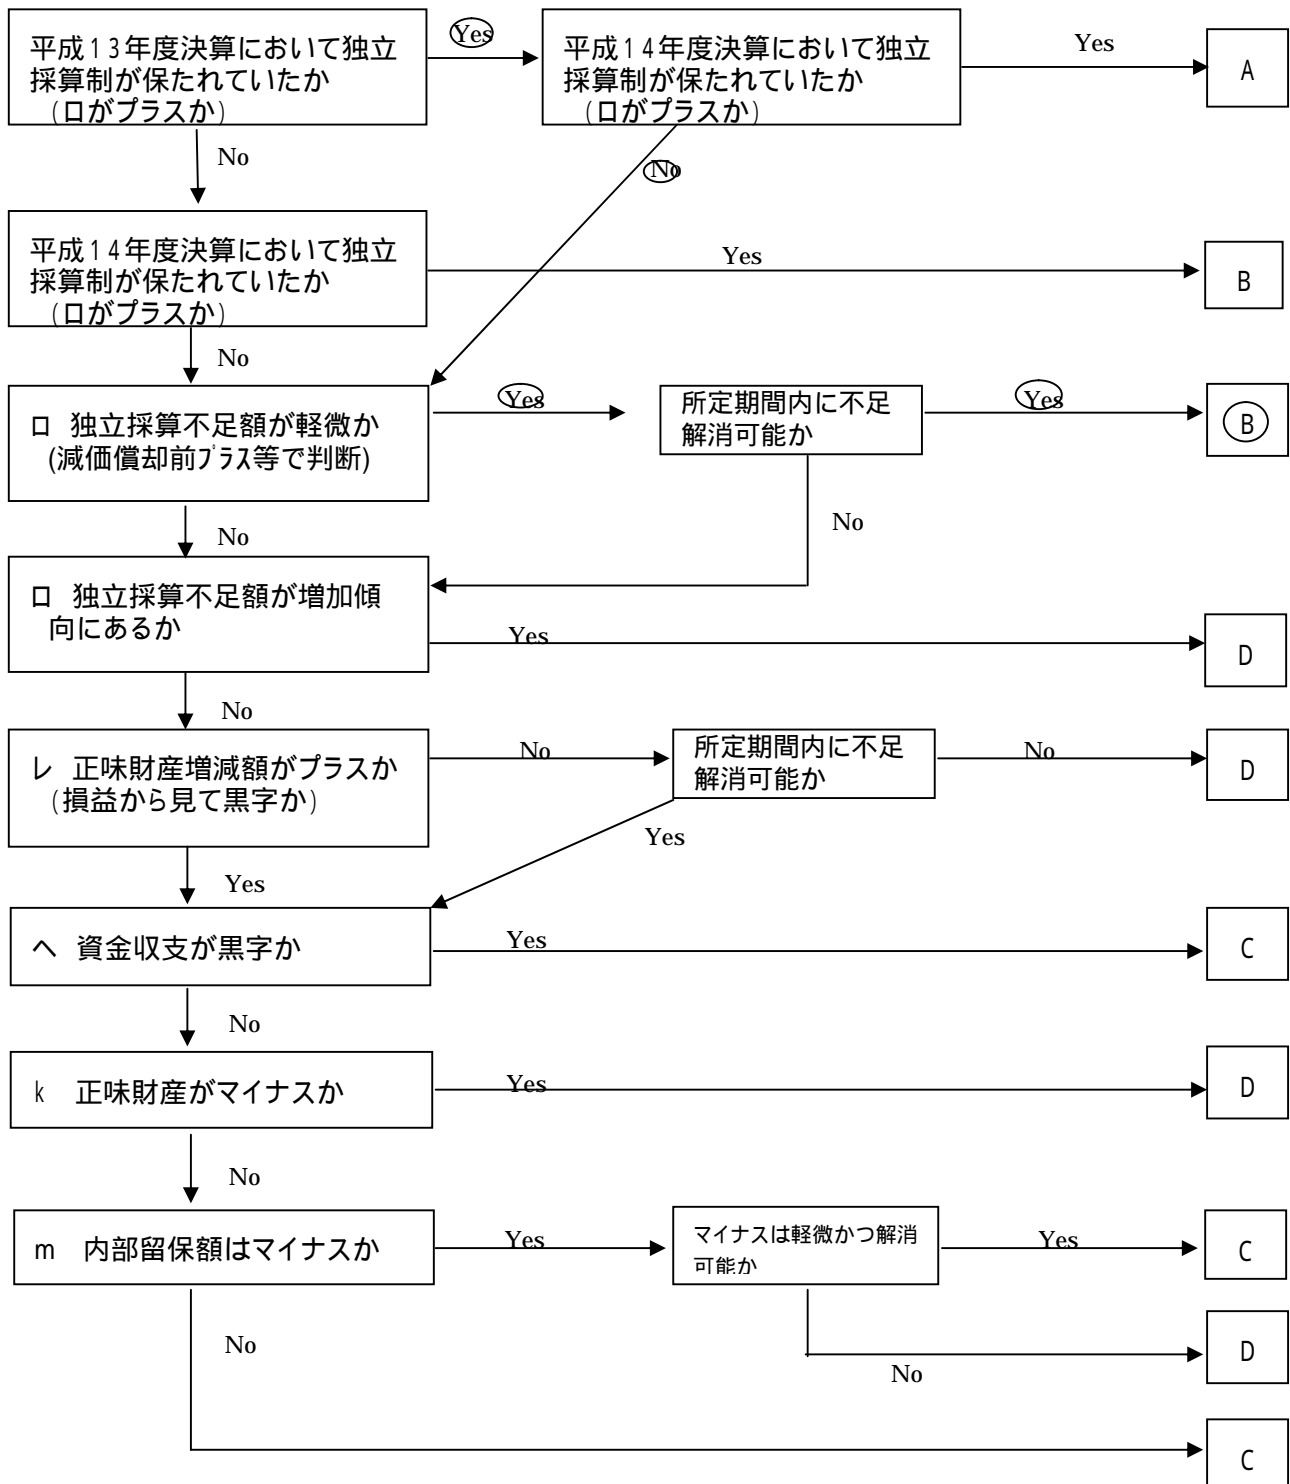 平成13年度決算において独立
採算制が保たれていたか
(ロがプラスか)
Yes
平成14年度決算において独立
採算制が保たれていたか
(ロがプラスか)
Yes
A
No
No
平成14年度決算において独立
採算制が保たれていたか
(ロがプラスか)
Yes
B
No
ロ 独立採算不足額が軽微か
(減価償却前プラス等で判断)
Yes
所定期間内に不足
解消可能か
Yes
B
No
No
ロ 独立採算不足額が増加傾
向にあるか
Yes
D
No
レ 正味財産増減額がプラスか
(損益から見て黒字か)
No
所定期間内に不足
解消可能か
No
D
Yes
Yes
ヘ 資金収支が黒字か
Yes
C
No
k 正味財産がマイナスか
Yes
D
No
m 内部留保額はマイナスか
Yes
マイナスは軽微かつ解消
可能か
Yes
C
No
No
D
C